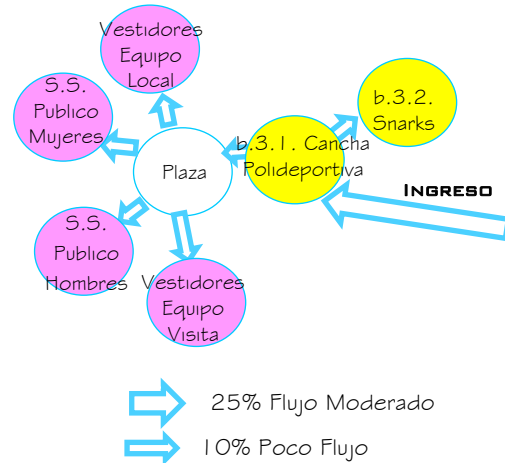 Vestidores
Equipo
Local
S.S.
Publico
Mujeres
b.3.2.
Snarks
b.3.1. Cancha
Polideportiva
Plaza
INGRESO
S.S.
Publico
Hombres
Vestidores
Equipo
Visita
25% Flujo Moderado
10% Poco Flujo